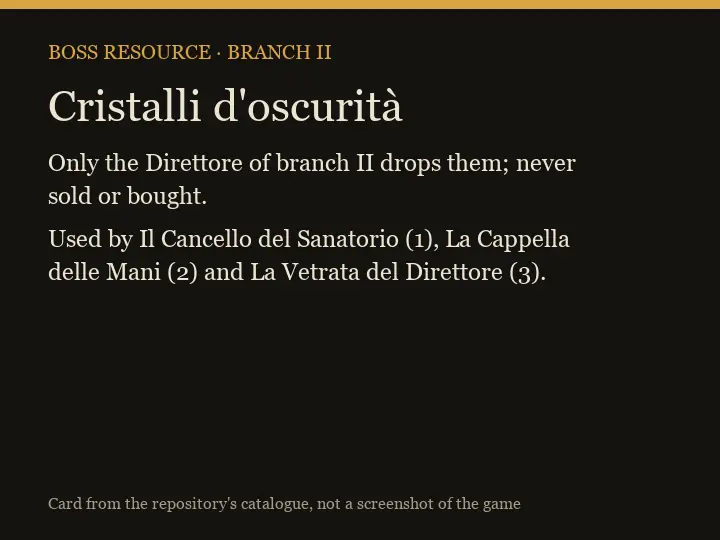 BOSS RESOURCE · BRANCH II
Cristalli d'oscurità
Only the Direttore of branch II drops them; never
sold or bought.
Used by Il Cancello del Sanatorio (1), La Cappella
delle Mani (2) and La Vetrata del Direttore (3).
Card from the repository's catalogue, not a screenshot of the game